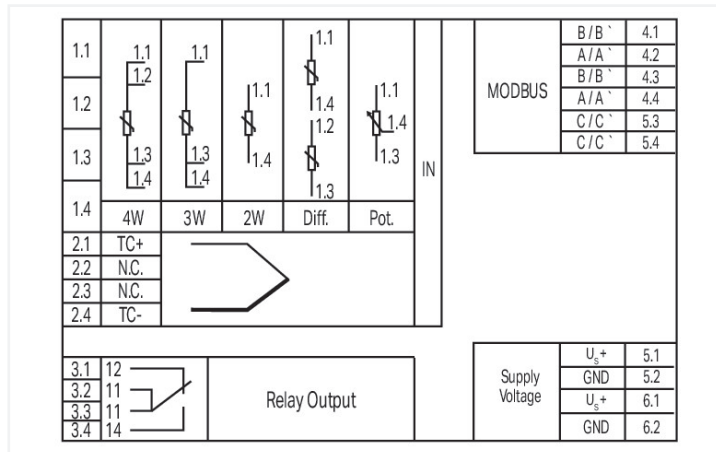 1.1
1.2
1.3
1.4
1.1
1.2
1.3
1.4
4W
1.1
1.3
1.4
3W
1.1
1.4
2W
1.1
1.4
1.2
1.3
Diff.
1.1
1.4
1.3
Pot.
IN
2.1 TC+
2.2 N.C.
2.3 N.C.
2.4 TC-
3.1 12
3.2 11
3.3 11
3.4 14
Relay Output
MODBUS
B/B` 4.1
A/A` 4.2
B/B` 4.3
A/A` 4.4
C/C` 5.3
C/C` 5.4
Supply
Voltage
Us+ 5.1
GND 5.2
Us+ 6.1
GND 6.2